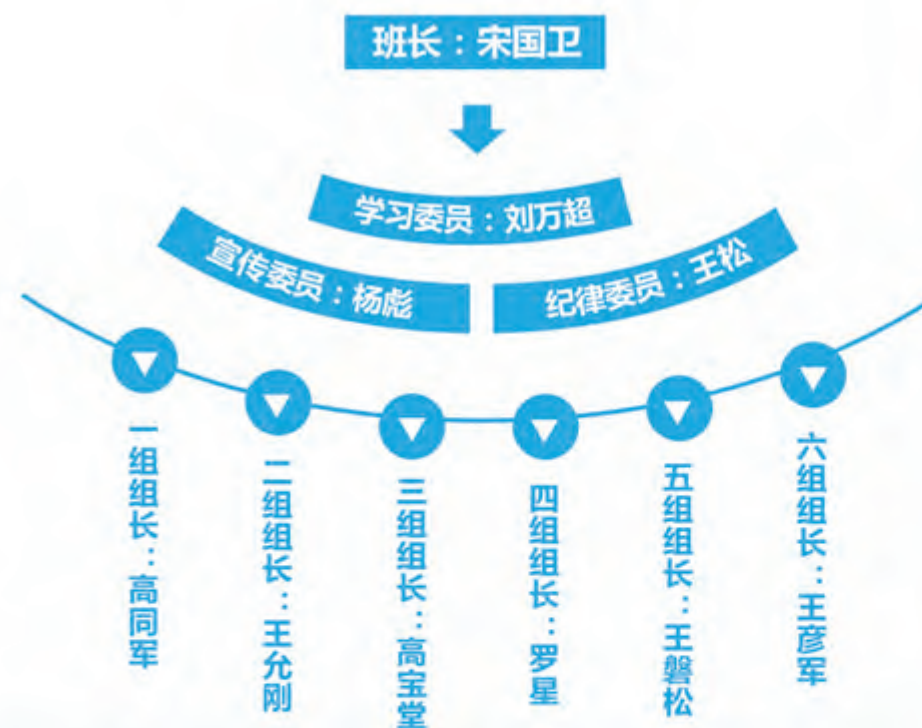 班长：宋国卫
学习委员：刘万超
宣传委员：杨彪
纪律委员：王松
一组组长：高同军
二组组长：王允刚
三组组长：高宝堂
四组组长：罗星
五组组长：王磐松
六组组长：王彦军